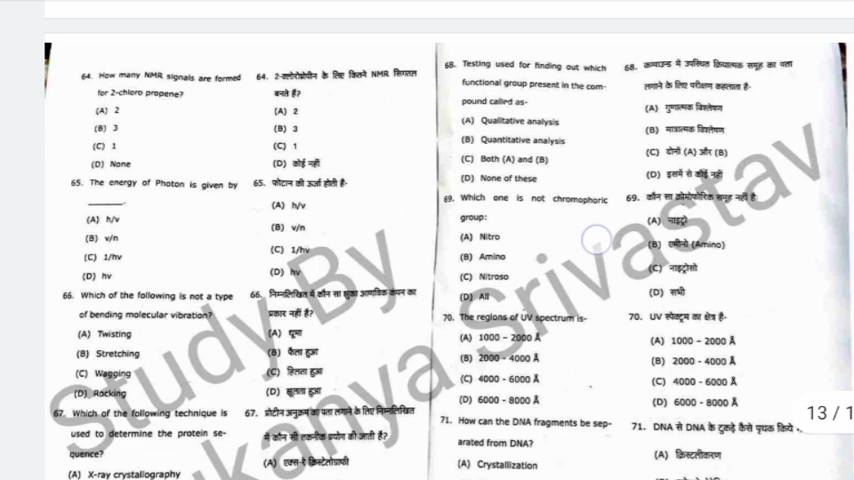 64. How many NMR signals are formed
for 2-chloro propene?
(A) 2
(B) 3
(C) 1
(D) None
65. The energy of Photon is given by
(A) h/v
(B) v/n
(C) 1/hv
(D) hv
66. Which of the following is not a type
of bending molecular vibration?
(A) Twisting
(B) Stretching
(C) Wagging
(D) Rocking
67. Which of the following technique is
used to determine the protein se-
quence?
(A) X-ray crystallography
64. 2-क्लोरोप्रोपीन के लिए कितने NMR सिगनल
बनते हैं?
(A) 2
(B) 3
(C) 1
(D) कोई नहीं
65. फोटान की ऊर्जा होती है-
(A) h/v
(B) v/n
(C) 1/hv
(D) hv
66. निम्नलिखित में कौन सा झुका आणविक कंपन का
प्रकार नहीं है?
(A) घूमा
(B) फैला हुआ
(C) हिलता हुआ
(D) झूलता हुआ
67. प्रोटीन अनुक्रम का पता लगाने के लिए निम्नलिखित
में कौन सी तकनीक प्रयोग की जाती है?
(A) एक्स-रे क्रिस्टेलोग्राफी
68. Testing used for finding out which
functional group present in the com-
pound called as-
(A) Qualitative analysis
(B) Quantitative analysis
(C) Both (A) and (B)
(D) None of these
69. Which one is not chromophoric
group:
(A) Nitro
(B) Amino
(C) Nitroso
(D) All
70. The regions of UV spectrum is-
(A) 1000 - 2000 Å
(B) 2000 - 4000 Å
(C) 4000 - 6000 Å
(D) 6000 - 8000 Å
71. How can the DNA fragments be sep-
arated from DNA?
(A) Crystallization
68. कम्पाउन्ड में उपस्थित क्रियात्मक समूह का पता
लगाने के लिए परीक्षण कहलाता है-
(A) गुणात्मक विश्लेषण
(B) मात्रात्मक विश्लेषण
(C) दोनों (A) और (B)
(D) इसमें से कोई नहीं
69. कौन सा क्रोमोफोरिक समूह नहीं है:
(A) नाइट्रो
(B) एमीनो (Amino)
(C) नाइट्रोसो
(D) सभी
70. UV स्पेक्ट्रम का क्षेत्र है-
(A) 1000 - 2000 Å
(B) 2000 - 4000 Å
(C) 4000 - 6000 Å
(D) 6000 - 8000 Å
71. DNA से DNA के टुकड़े कैसे पृथक किये
(A) क्रिस्टलीकरण
Study By
Srivastav
13 / 1